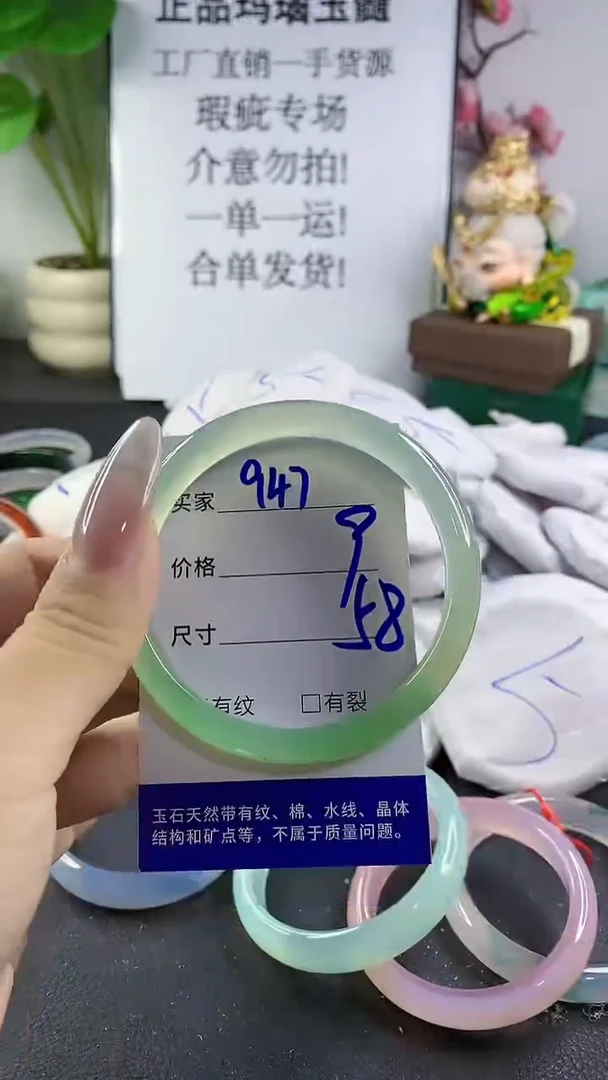 正品玛瑙玉髓
工厂直销一手货源
瑕疵专场
介意勿拍!
一单一运!
合单发货!
买家 947
价格
尺寸 58
有纹 □有裂
玉石天然带有纹、棉、水线、晶体
结构和矿点等，不属于质量问题。